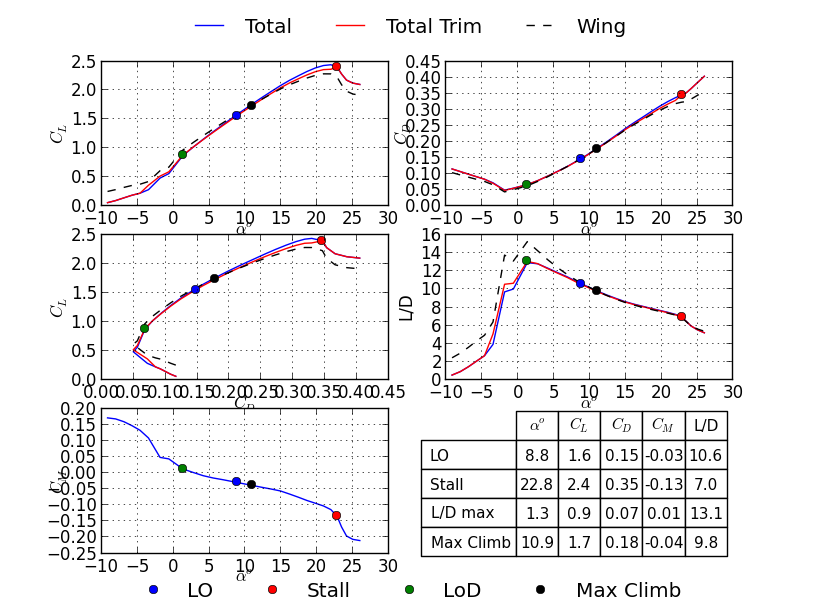 Total Total Trim Wing
2.5 2.0 1.5 1.0 0.5 0.0
C_L
−10 −5 0 5 10 15 20 25 30
α°
0.45 0.40 0.35 0.30 0.25 0.20 0.15 0.10 0.05 0.00
C_D
−10 −5 0 5 10 15 20 25 30
α°
2.5 2.0 1.5 1.0 0.5 0.0
C_L
0.00 0.05 0.10 0.15 0.20 0.25 0.30 0.35 0.40 0.45
C_D
16 14 12 10 8 6 4 2 0
L/D
−10 −5 0 5 10 15 20 25 30
α°
0.20 0.15 0.10 0.05 0.00 −0.05 −0.10 −0.15 −0.20 −0.25
C_M
−10 −5 0 5 10 15 20 25 30
α°
α° C_L C_D C_M L/D
LO 8.8 1.6 0.15 -0.03 10.6
Stall 22.8 2.4 0.35 -0.13 7.0
L/D max 1.3 0.9 0.07 0.01 13.1
Max Climb 10.9 1.7 0.18 -0.04 9.8
LO Stall LoD Max Climb